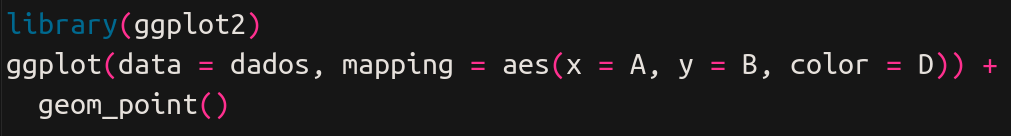 library(ggplot2)
ggplot(data = dados, mapping = aes(x = A, y = B, color = D)) +
  geom_point()